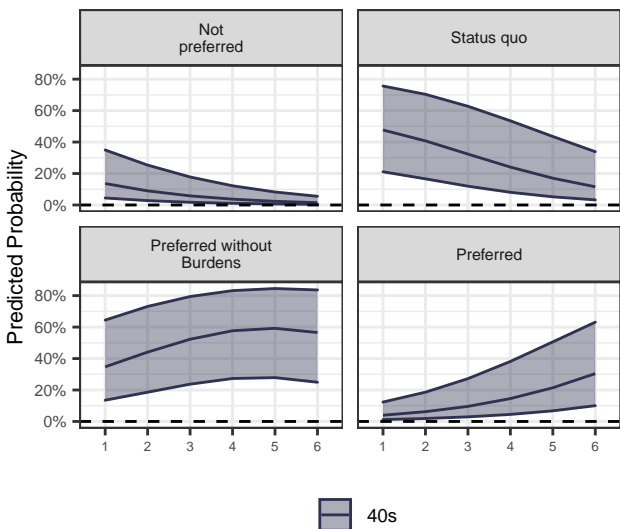 Not
preferred
Status quo
80%
60%
40%
20%
0%
Predicted Probability
Preferred without
Burdens
Preferred
80%
60%
40%
20%
0%
1 2 3 4 5 6
1 2 3 4 5 6
40s